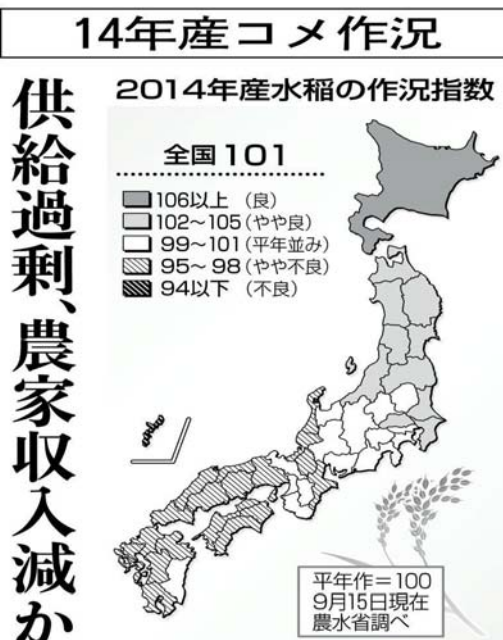 14年産コメ作況
供給過剰、農家収入減か
2014年産水稲の作況指数
全国101
106以上（良）
102～105（やや良）
99～101（平年並み）
95～98（やや不良）
94以下（不良）
平年作＝100
9月15日現在
農水省調べ